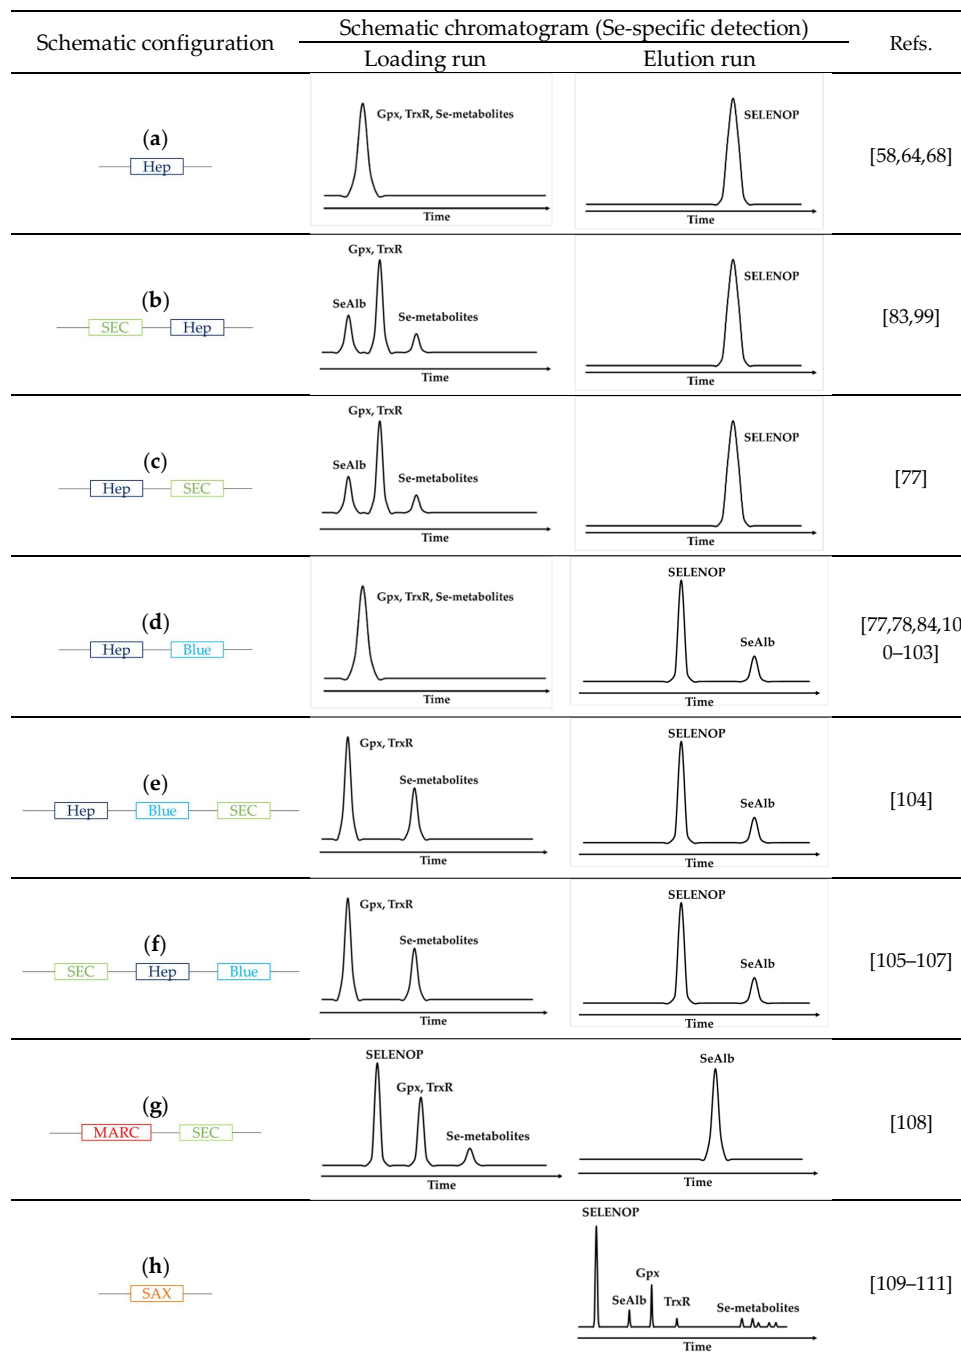 Schematic configuration
Schematic chromatogram (Se-specific detection)
Refs.
Loading run
Elution run
(a)
Hep
Gpx, TrxR, Se-metabolites
Time
SELENOP
Time
[58,64,68]
(b)
SEC
Hep
Gpx, TrxR
SeAlb
Se-metabolites
Time
SELENOP
Time
[83,99]
(c)
Hep
SEC
Gpx, TrxR
SeAlb
Se-metabolites
Time
SELENOP
Time
[77]
(d)
Hep
Blue
Gpx, TrxR, Se-metabolites
Time
SELENOP
SeAlb
Time
[77,78,84,10
0–103]
(e)
Hep
Blue
SEC
Gpx, TrxR
Se-metabolites
Time
SELENOP
SeAlb
Time
[104]
(f)
SEC
Hep
Blue
Gpx, TrxR
Se-metabolites
Time
SELENOP
SeAlb
Time
[105–107]
(g)
MARC
SEC
SELENOP
Gpx, TrxR
Se-metabolites
Time
SeAlb
Time
[108]
(h)
SAX
SELENOP
Gpx
SeAlb
TrxR
Se-metabolites
Time
[109–111]